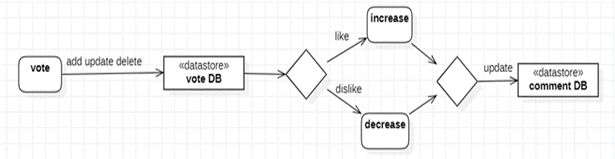 vote
add update delete
«datastore»
vote DB
like
increase
dislike
decrease
update
«datastore»
comment DB